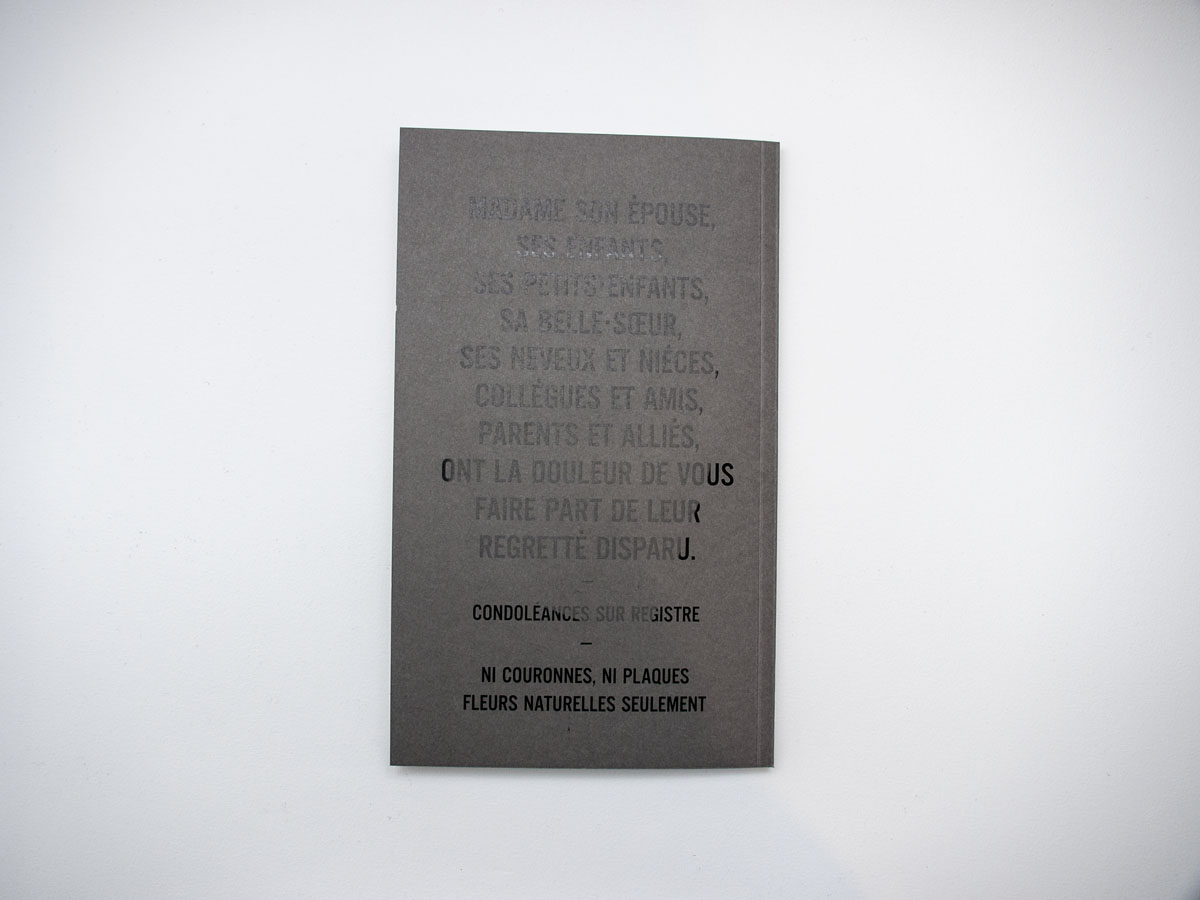 MADAME SON ÉPOUSE,
SES ENFANTS,
SES PETITS-ENFANTS,
SA BELLE-SŒUR,
SES NEVEUX ET NIÉCES,
COLLÈGUES ET AMIS,
PARENTS ET ALLIÉS,
ONT LA DOULEUR DE VOUS
FAIRE PART DE LEUR
REGRETTÉ DISPARU.
–
CONDOLÉANCES SUR REGISTRE
–
NI COURONNES, NI PLAQUES
FLEURS NATURELLES SEULEMENT